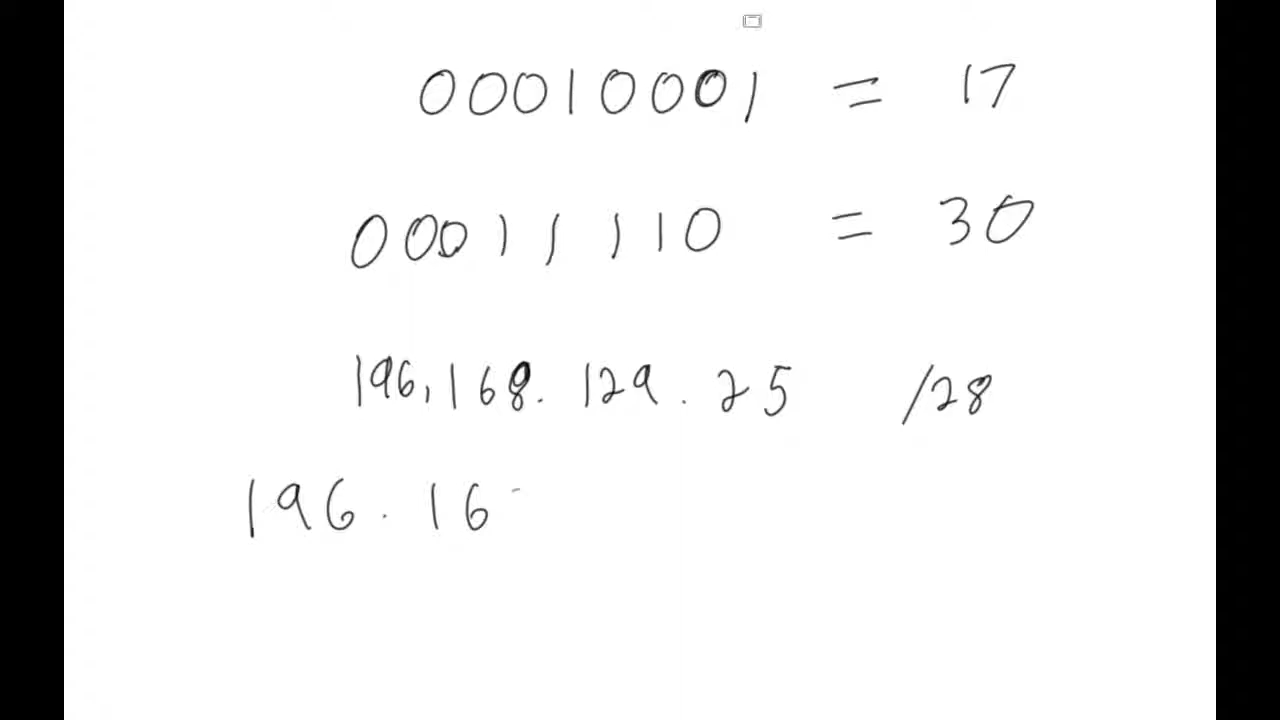 00010001 = 17
00011110 = 30
196.168.129.25 /28
196.16